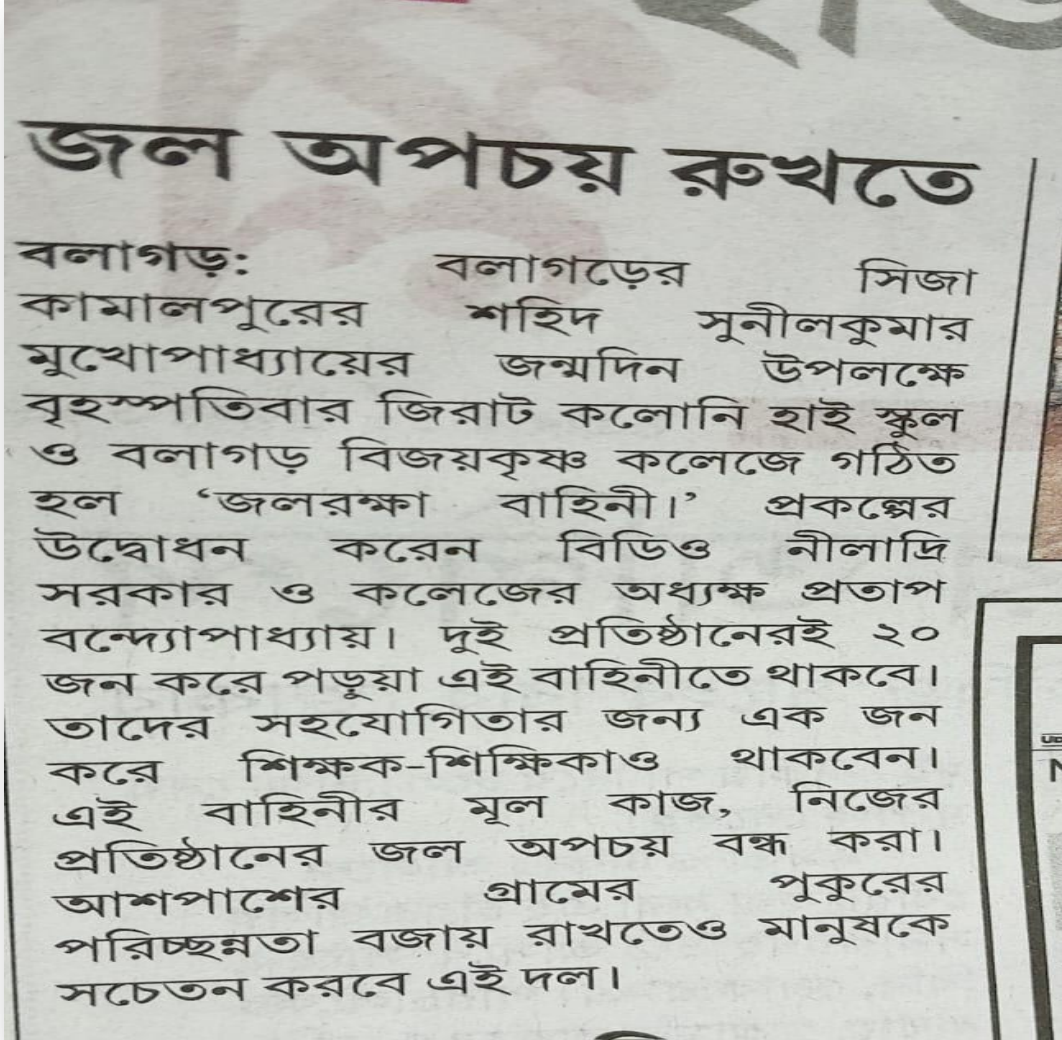 জল অপচয় রুখতে
বলাগড়: বলাগড়ের সিজা
কামালপুরের শহিদ সুনীলকুমার
মুখোপাধ্যায়ের জন্মদিন উপলক্ষে
বৃহস্পতিবার জিরাট কলোনি হাই স্কুল
ও বলাগড় বিজয়কৃষ্ণ কলেজে গঠিত
হল ‘জলরক্ষা বাহিনী।’ প্রকল্পের
উদ্বোধন করেন বিডিও নীলাদ্রি
সরকার ও কলেজের অধ্যক্ষ প্রতাপ
বন্দ্যোপাধ্যায়। দুই প্রতিষ্ঠানেরই ২০
জন করে পড়ুয়া এই বাহিনীতে থাকবে।
তাদের সহযোগিতার জন্য এক জন
করে শিক্ষক-শিক্ষিকাও থাকবেন।
এই বাহিনীর মূল কাজ, নিজের
প্রতিষ্ঠানের জল অপচয় বন্ধ করা।
আশপাশের গ্রামের পুকুরের
পরিচ্ছন্নতা বজায় রাখতেও মানুষকে
সচেতন করবে এই দল।